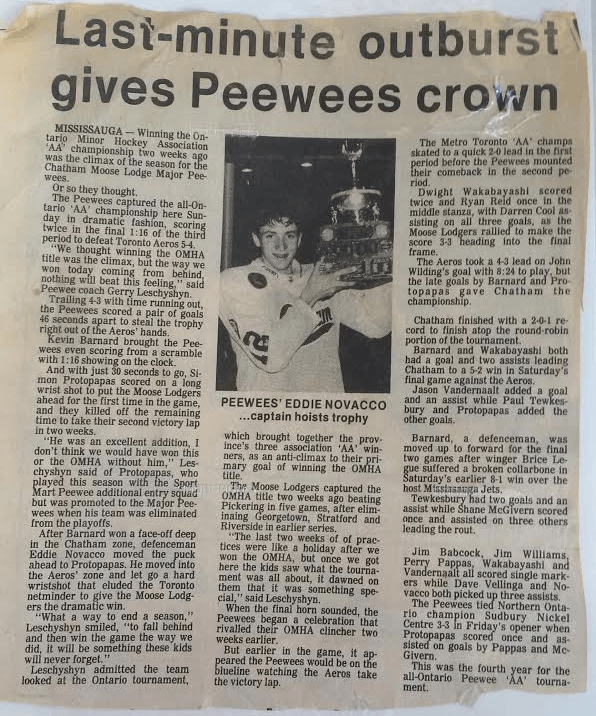 Last-minute outburst
gives Peewees crown
MISSISSAUGA — Winning the On-
tario Minor Hockey Association
'AA' championship two weeks ago
was the climax of the season for the
Chatham Moose Lodge Major Pee-
wees.
Or so they thought.
The Peewees captured the all-On-
tario 'AA' championship here Sun-
day in dramatic fashion, scoring
twice in the final 1:16 of the third
period to defeat Toronto Aeros 5-4.
"We thought winning the OMHA
title was the climax, but the way we
won today coming from behind,
nothing will beat this feeling," said
Peewee coach Gerry Leschyshyn.
Trailing 4-3 with time running out,
the Peewees scored a pair of goals
46 seconds apart to steal the trophy
right out of the Aeros' hands.
Kevin Barnard brought the Pee-
wees even scoring from a scramble
with 1:16 showing on the clock.
And with just 30 seconds to go, Si-
mon Protopapas scored on a long
wrist shot to put the Moose Lodgers
ahead for the first time in the game,
and they killed off the remaining
time to take their second victory lap
in two weeks.
"He was an excellent addition, I
don't think we would have won this
or the OMHA without him," Les-
chyshyn said of Protopapas, who
played this season with the Sport
Mart Peewee additional entry squad
but was promoted to the Major Pee-
wees when his team was eliminated
from the playoffs.
After Barnard won a face-off deep
in the Chatham zone, defenceman
Eddie Novacco moved the puck
ahead to Protopapas. He moved into
the Aeros' zone and let go a hard
wristshot that eluded the Toronto
netminder to give the Moose Lodg-
ers the dramatic win.
"What a way to end a season,"
Leschyshyn smiled, "to fall behind
and then win the game the way we
did, it will be something these kids
will never forget."
Leschyshyn admitted the team
looked at the Ontario tournament,
PEEWEES' EDDIE NOVACCO
...captain hoists trophy
which brought together the prov-
ince's three association 'AA' win-
ners, as an anti-climax to their pri-
mary goal of winning the OMHA
title.
The Moose Lodgers captured the
OMHA title two weeks ago beating
Pickering in five games, after elim-
inating Georgetown, Stratford and
Riverside in earlier series.
"The last two weeks of of prac-
tices were like a holiday after we
won the OMHA, but once we got
here the kids saw what the tourna-
ment was all about, it dawned on
them that it was something spe-
cial," said Leschyshyn.
When the final horn sounded, the
Peewees began a celebration that
rivalled their OMHA clincher two
weeks earlier.
But earlier in the game, it ap-
peared the Peewees would be on the
blueline watching the Aeros take
the victory lap.
The Metro Toronto 'AA' champs
skated to a quick 2-0 lead in the first
period before the Peewees mounted
their comeback in the second pe-
riod.
Dwight Wakabayashi scored
twice and Ryan Reid once in the
middle stanza, with Darren Cool as-
sisting on all three goals, as the
Moose Lodgers rallied to make the
score 3-3 heading into the final
frame.
The Aeros took a 4-3 lead on John
Wilding's goal with 8:24 to play, but
the late goals by Barnard and Pro-
topapas gave Chatham the
championship.
Chatham finished with a 2-0-1 re-
cord to finish atop the round-robin
portion of the tournament.
Barnard and Wakabayashi both
had a goal and two assists leading
Chatham to a 5-2 win in Saturday's
final game against the Aeros.
Jason Vandernaalt added a goal
and an assist while Paul Tewkes-
bury and Protopapas added the
other goals.
Barnard, a defenceman, was
moved up to forward for the final
two games after winger Brice Le-
gue suffered a broken collarbone in
Saturday's earlier 8-1 win over the
host Mississauga Jets.
Tewkesbury had two goals and an
assist while Shane McGivern scored
once and assisted on three others
leading the rout.
Jim Babcock, Jim Williams,
Perry Pappas, Wakabayashi and
Vandernaalt all scored single mark-
ers while Dave Vellinga and No-
vacco both picked up three assists.
The Peewees tied Northern Onta-
rio champion Sudbury Nickel
Centre 3-3 in Friday's opener when
Protopapas scored once and as-
sisted on goals by Pappas and Mc-
Givern.
This was the fourth year for the
all-Ontario Peewee 'AA' tourna-
ment.